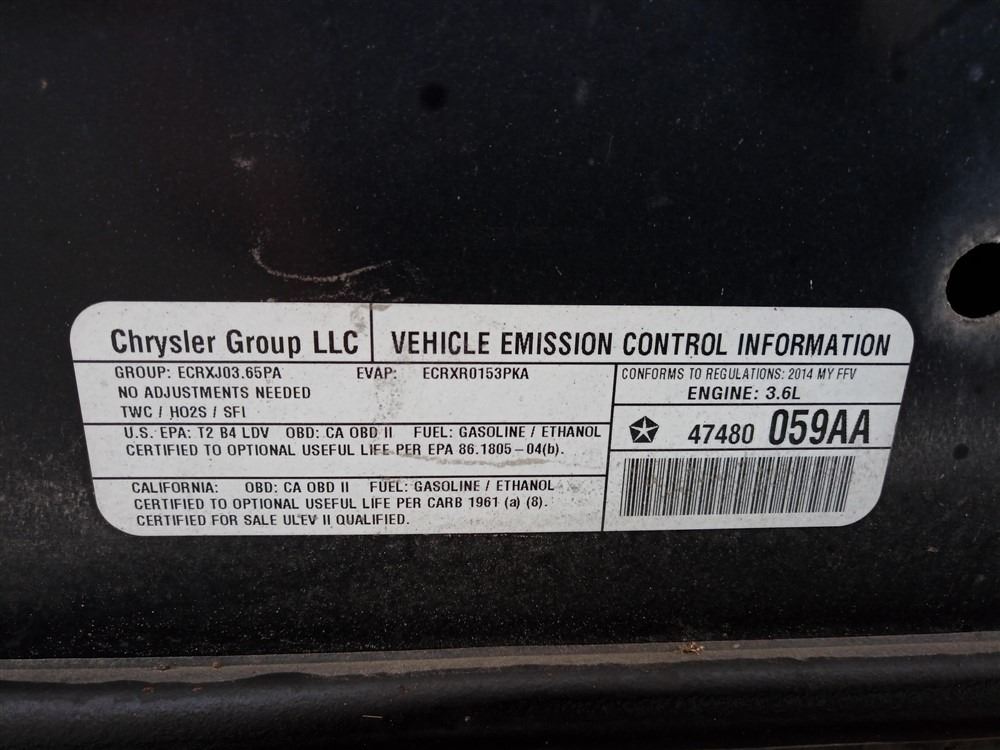 Chrysler Group LLC
VEHICLE EMISSION CONTROL INFORMATION
GROUP: ECRXJ03.65PA EVAP: ECRXR0153PKA
NO ADJUSTMENTS NEEDED
TWC / HO2S / SFI
U.S. EPA: T2 B4 LDV OBD: CA OBD II FUEL: GASOLINE / ETHANOL
CERTIFIED TO OPTIONAL USEFUL LIFE PER EPA 86.1805–04(b).
CALIFORNIA: OBD: CA OBD II FUEL: GASOLINE / ETHANOL
CERTIFIED TO OPTIONAL USEFUL LIFE PER CARB 1961 (a) (8).
CERTIFIED FOR SALE ULEV II QUALIFIED.
CONFORMS TO REGULATIONS: 2014 MY FFV
ENGINE: 3.6L
47480 059AA